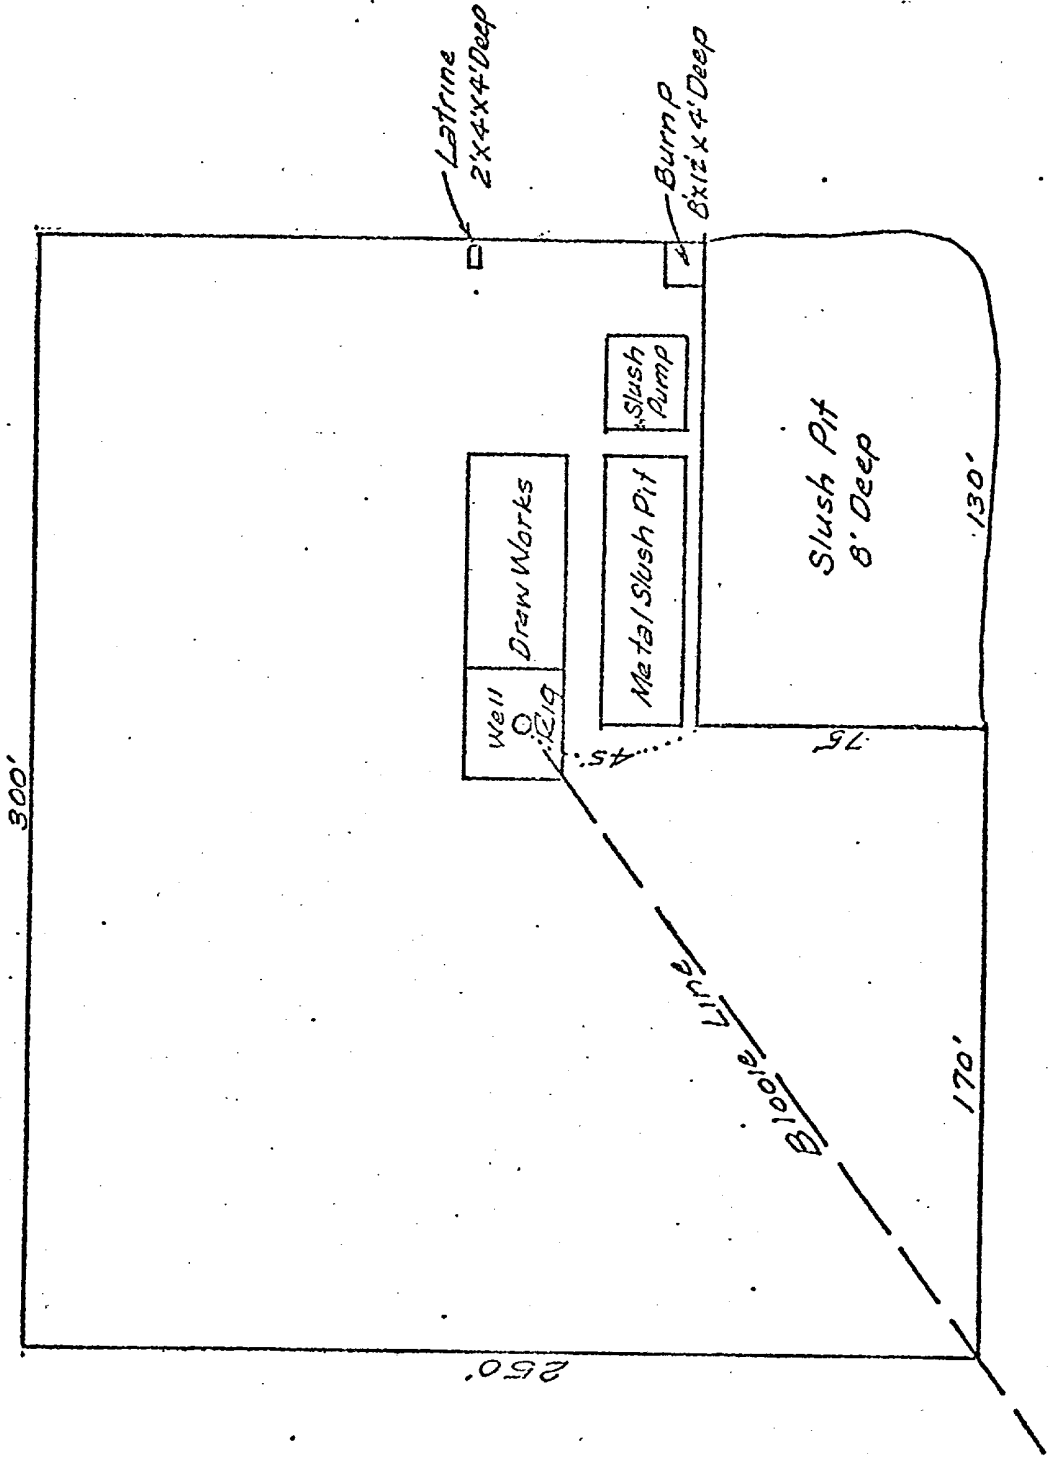 300'
Latrine
2'x4'x4' Deep
Burn P
8'x12'x4' Deep
Well
Rig
Draw Works
Slush
Pump
Metal Slush Pit
45'
Slush Pit
8' Deep
75'
130'
170'
250'
Blooie Line